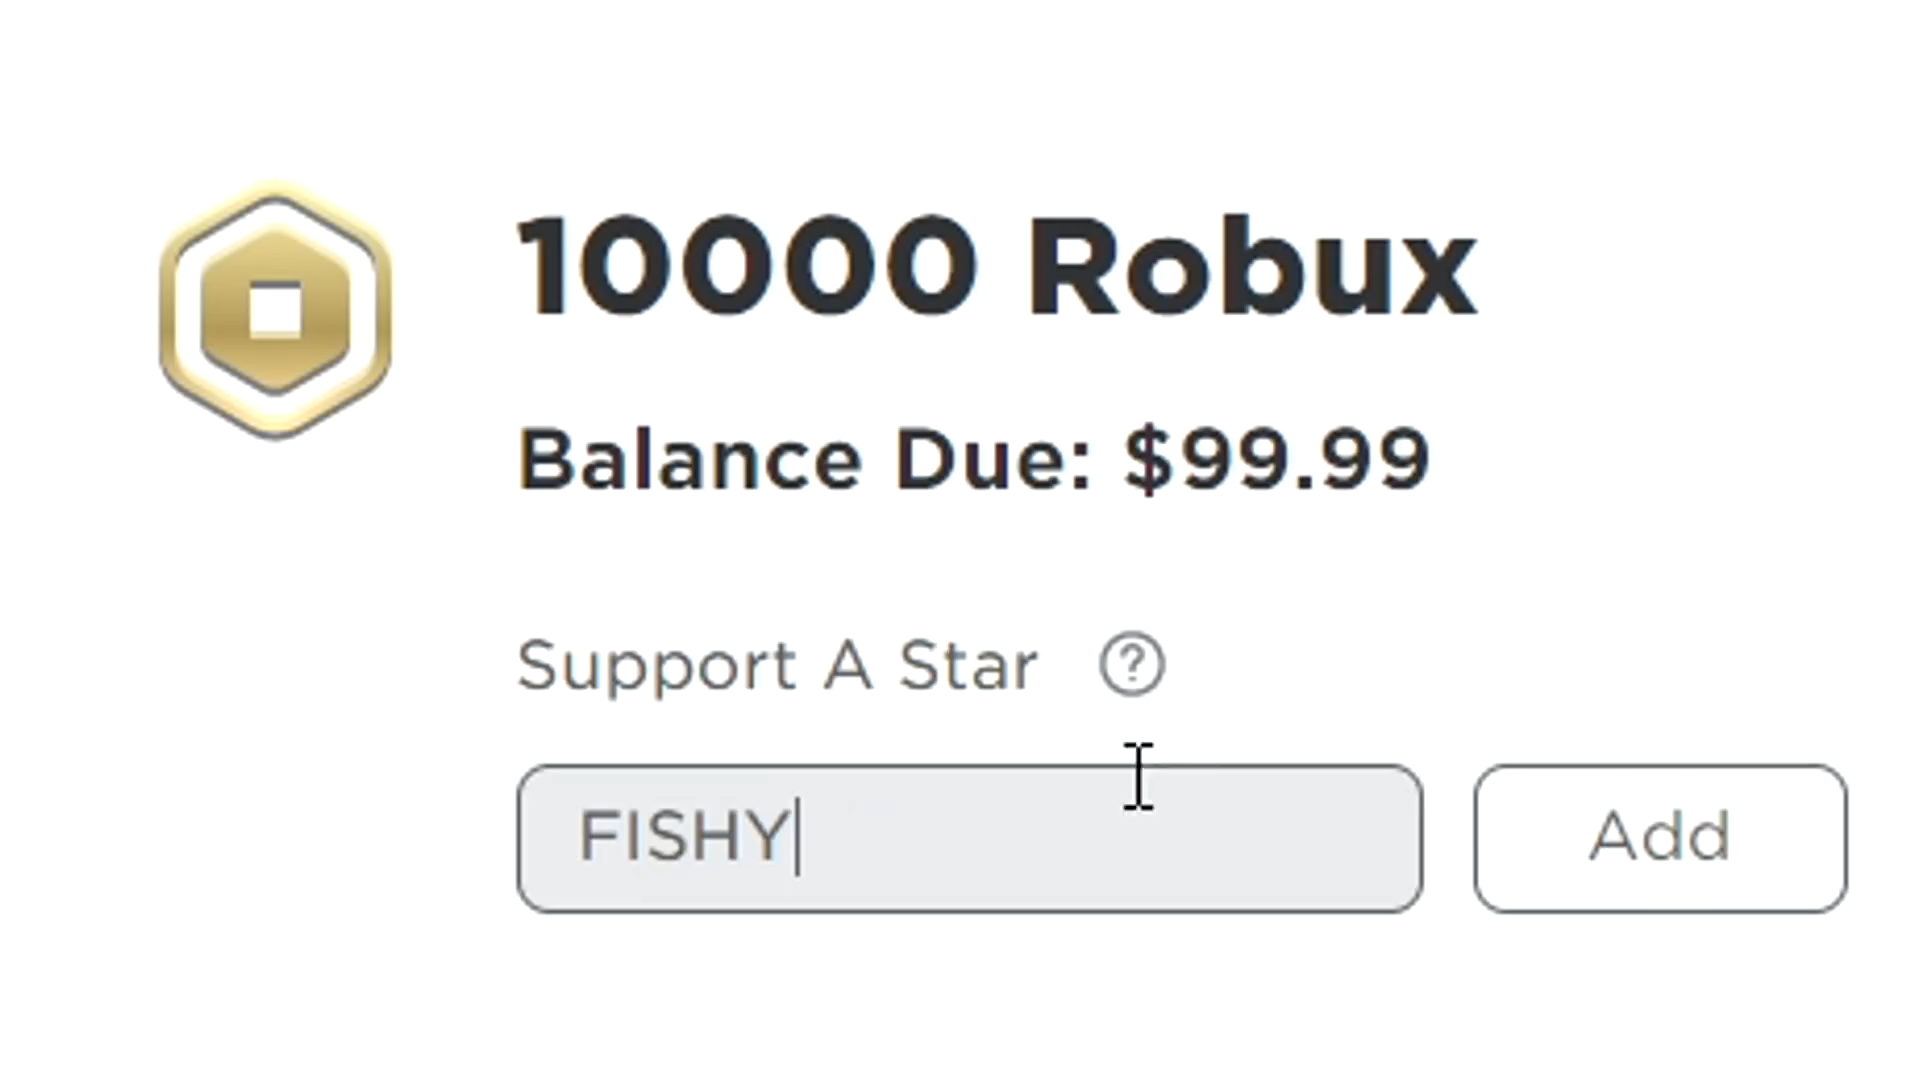 10000 Robux
Balance Due: $99.99
Support A Star ?
FISHY
Add